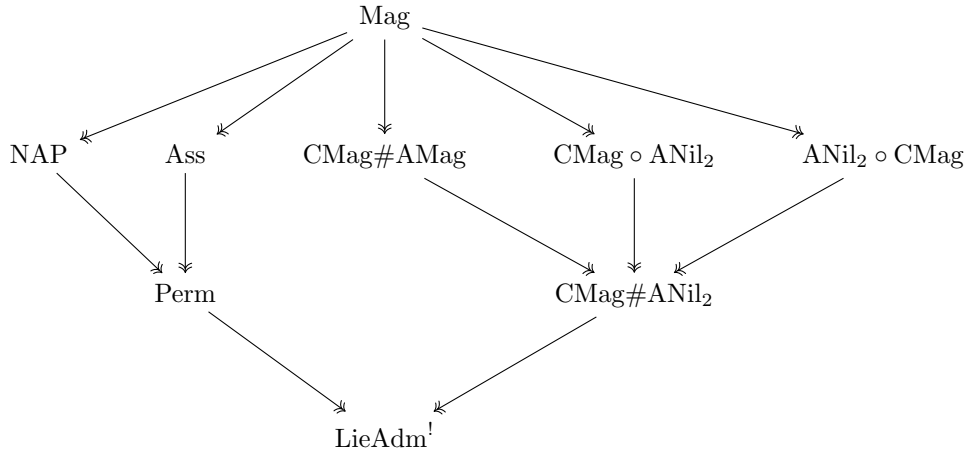 Mag
NAP Ass CMag#AMag CMag ∘ ANil₂ ANil₂ ∘ CMag
Perm CMag#ANil₂
LieAdm^!